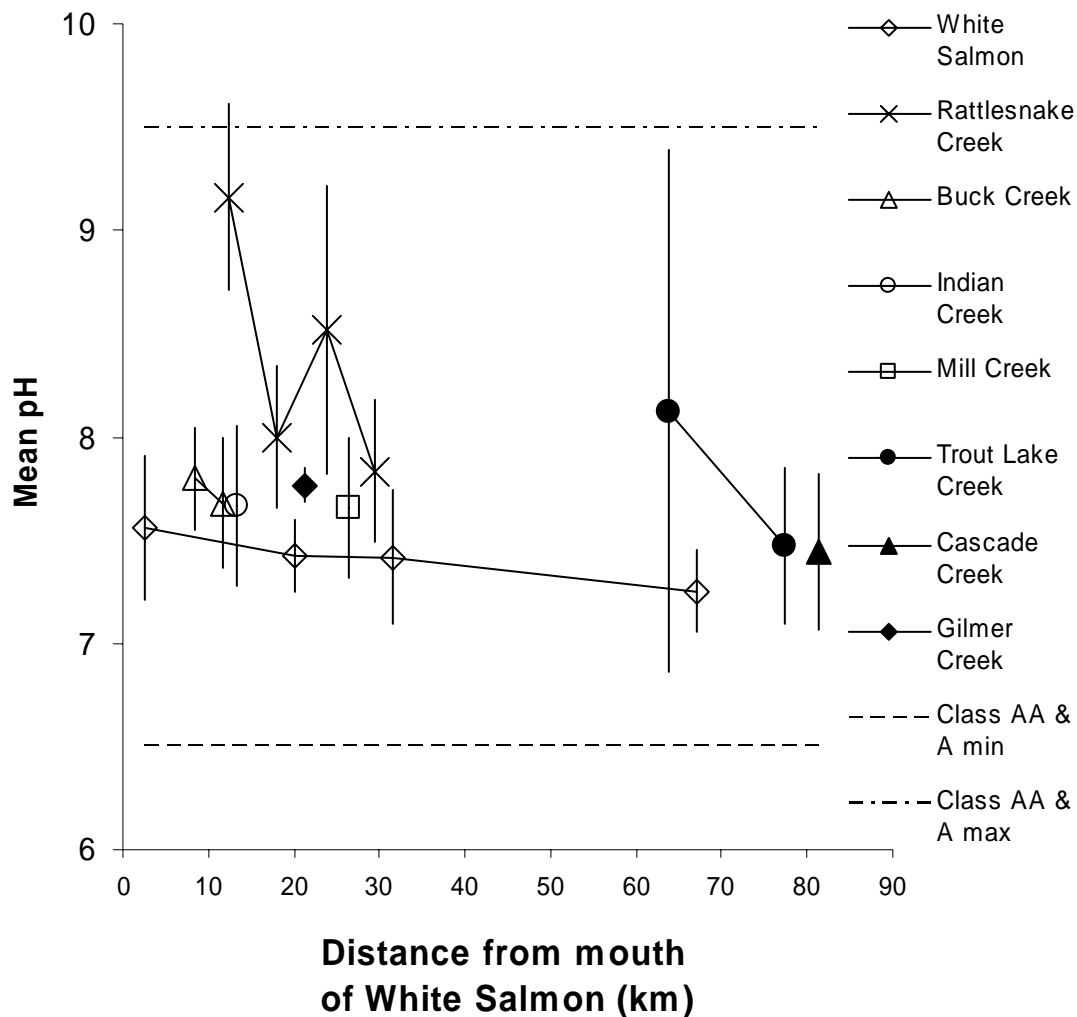 10
9
8
7
6
Mean pH
0 10 20 30 40 50 60 70 80 90
Distance from mouth
of White Salmon (km)
White
Salmon
Rattlesnake
Creek
Buck Creek
Indian
Creek
Mill Creek
Trout Lake
Creek
Cascade
Creek
Gilmer
Creek
Class AA &
A min
Class AA &
A max